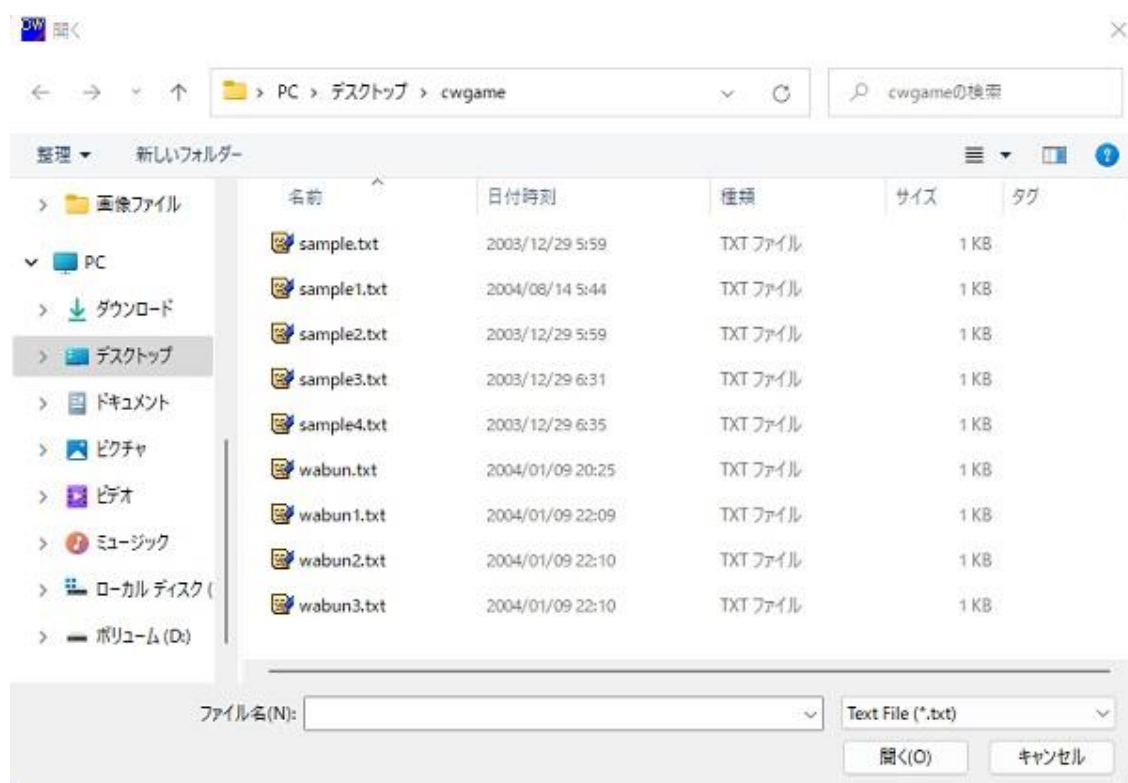 CW 開く
PC > デスクトップ > cwgame
cwgameの検索
整理 新しいフォルダー
画像ファイル
PC
ダウンロード
デスクトップ
ドキュメント
ピクチャ
ビデオ
ミュージック
ローカル ディスク (
ボリューム (D:)
名前 日付時刻 種類 サイズ タグ
sample.txt 2003/12/29 5:59 TXT ファイル 1 KB
sample1.txt 2004/08/14 5:44 TXT ファイル 1 KB
sample2.txt 2003/12/29 5:59 TXT ファイル 1 KB
sample3.txt 2003/12/29 6:31 TXT ファイル 1 KB
sample4.txt 2003/12/29 6:35 TXT ファイル 1 KB
wabun.txt 2004/01/09 20:25 TXT ファイル 1 KB
wabun1.txt 2004/01/09 22:09 TXT ファイル 1 KB
wabun2.txt 2004/01/09 22:10 TXT ファイル 1 KB
wabun3.txt 2004/01/09 22:10 TXT ファイル 1 KB
ファイル名(N):
Text File (*.txt)
開く(O) キャンセル